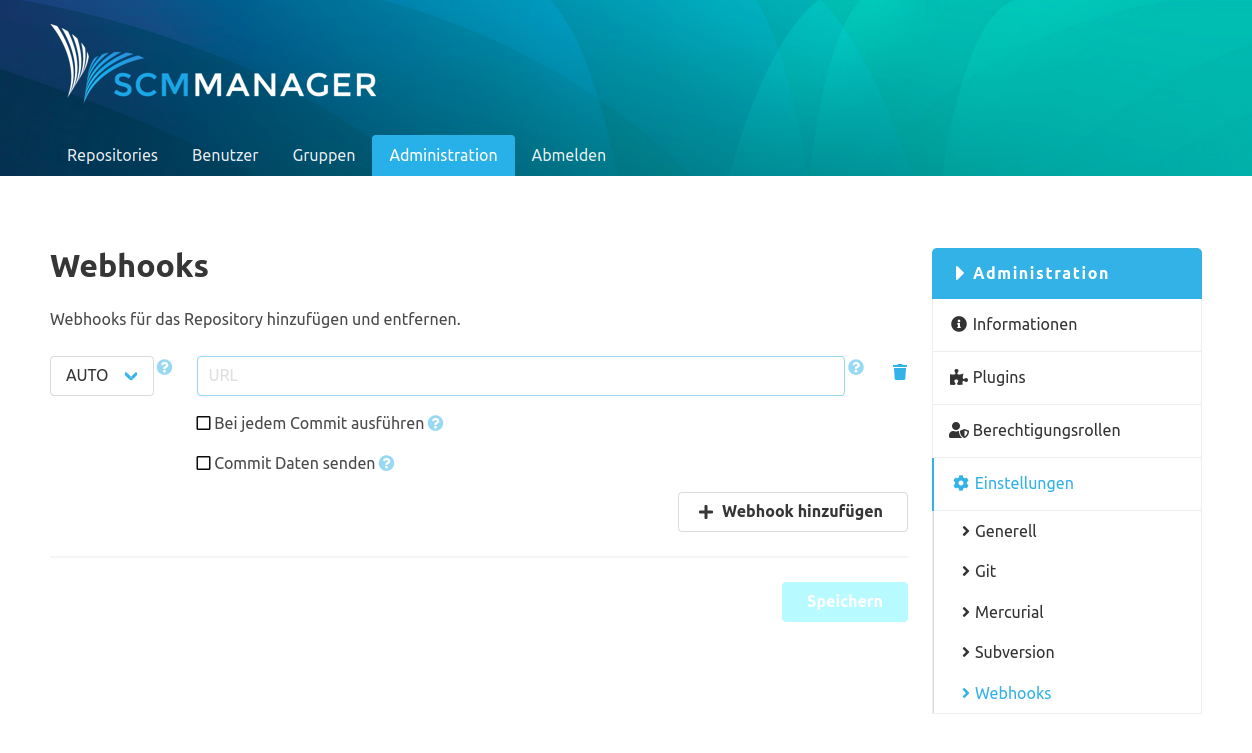 SCMMANAGER
Repositories Benutzer Gruppen Administration Abmelden
Webhooks
Webhooks für das Repository hinzufügen und entfernen.
AUTO ? URL ?
Bei jedem Commit ausführen ?
Commit Daten senden ?
Webhook hinzufügen
Speichern
Administration
Informationen
Plugins
Berechtigungsrollen
Einstellungen
Generell
Git
Mercurial
Subversion
Webhooks